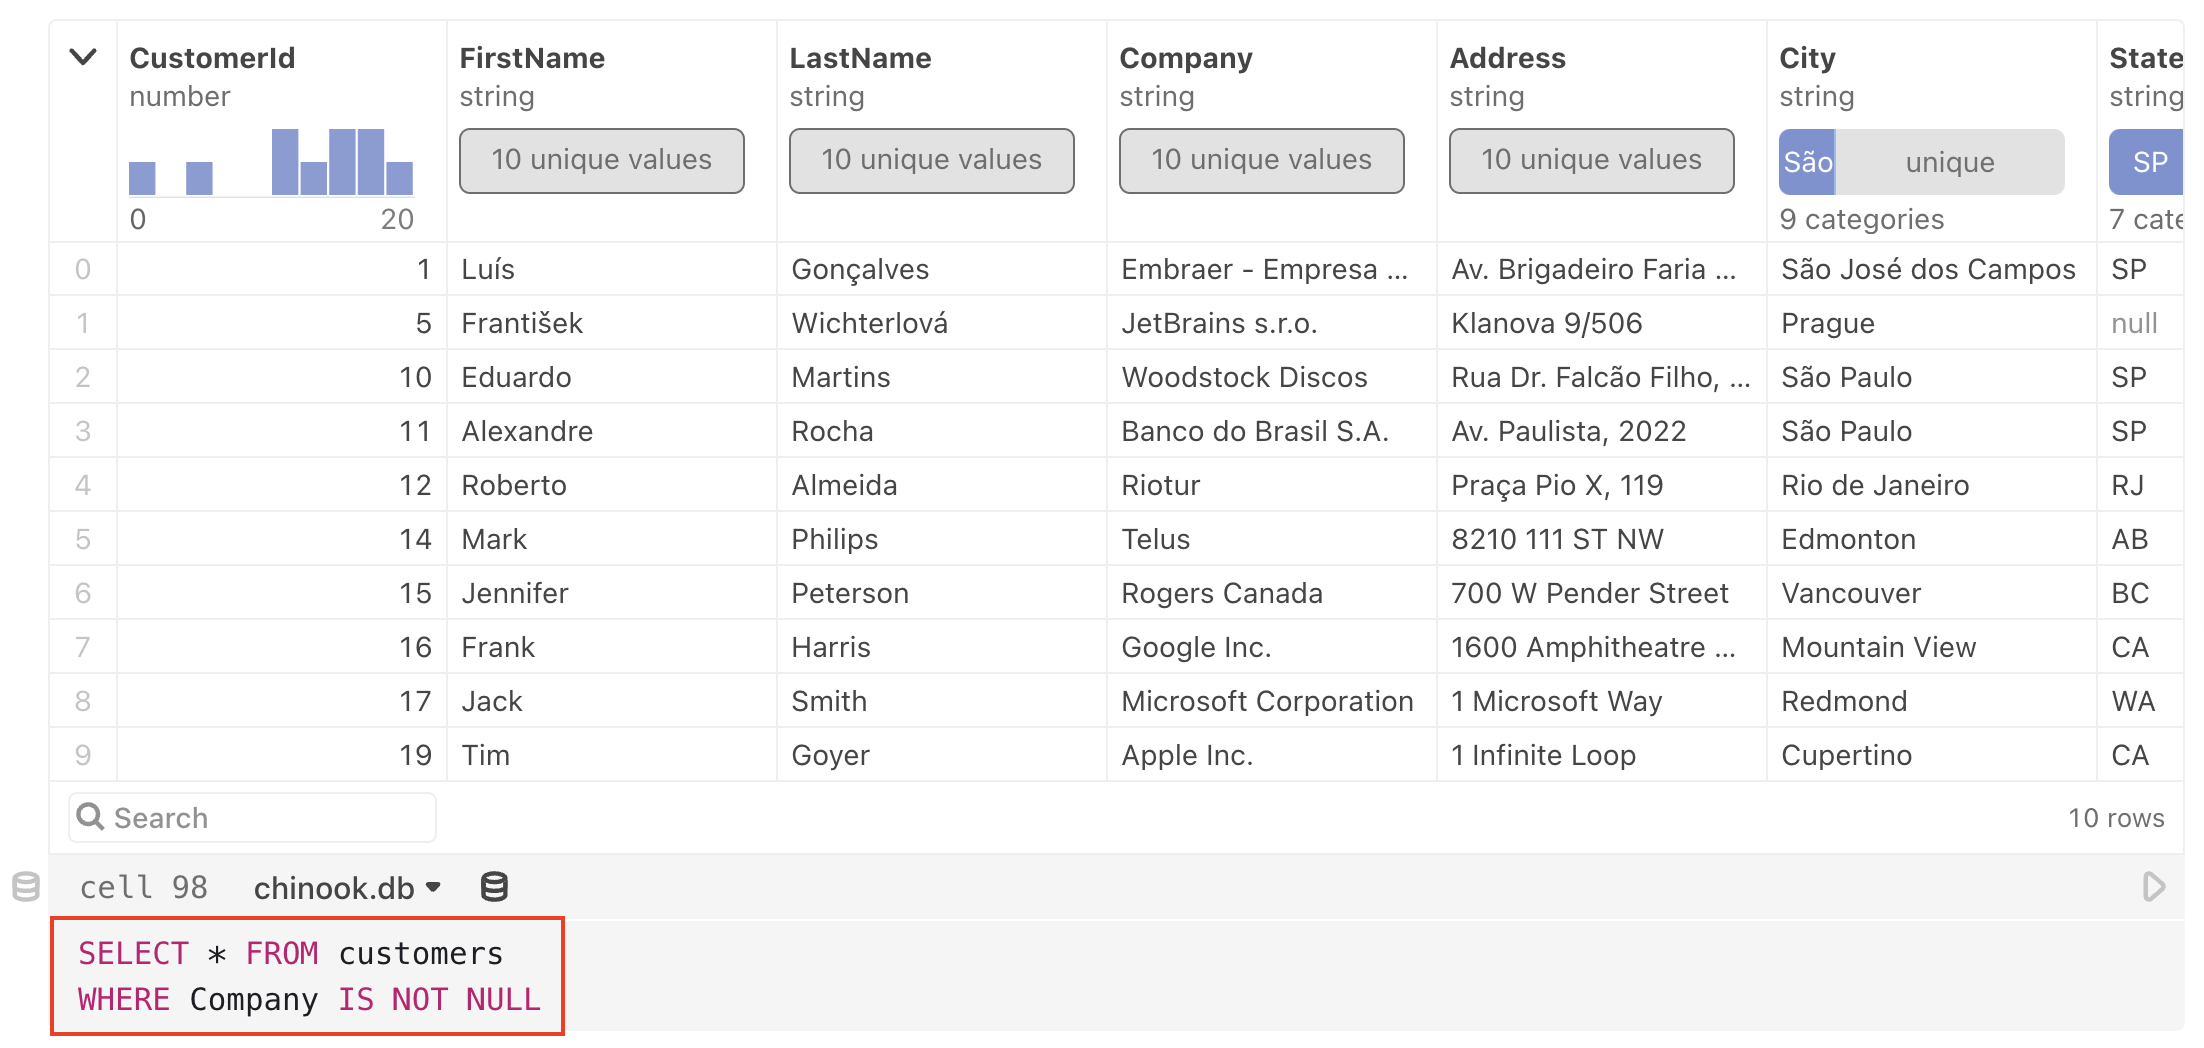 CustomerId FirstName LastName Company Address City State
number string string string string string string
10 unique values 10 unique values 10 unique values 10 unique values São unique SP
0 20 9 categories 7 cate
0 1 Luís Gonçalves Embraer - Empresa ... Av. Brigadeiro Faria ... São José dos Campos SP
1 5 František Wichterlová JetBrains s.r.o. Klanova 9/506 Prague null
2 10 Eduardo Martins Woodstock Discos Rua Dr. Falcão Filho, ... São Paulo SP
3 11 Alexandre Rocha Banco do Brasil S.A. Av. Paulista, 2022 São Paulo SP
4 12 Roberto Almeida Riotur Praça Pio X, 119 Rio de Janeiro RJ
5 14 Mark Philips Telus 8210 111 ST NW Edmonton AB
6 15 Jennifer Peterson Rogers Canada 700 W Pender Street Vancouver BC
7 16 Frank Harris Google Inc. 1600 Amphitheatre ... Mountain View CA
8 17 Jack Smith Microsoft Corporation 1 Microsoft Way Redmond WA
9 19 Tim Goyer Apple Inc. 1 Infinite Loop Cupertino CA
Search 10 rows
cell 98 chinook.db
SELECT * FROM customers
WHERE Company IS NOT NULL